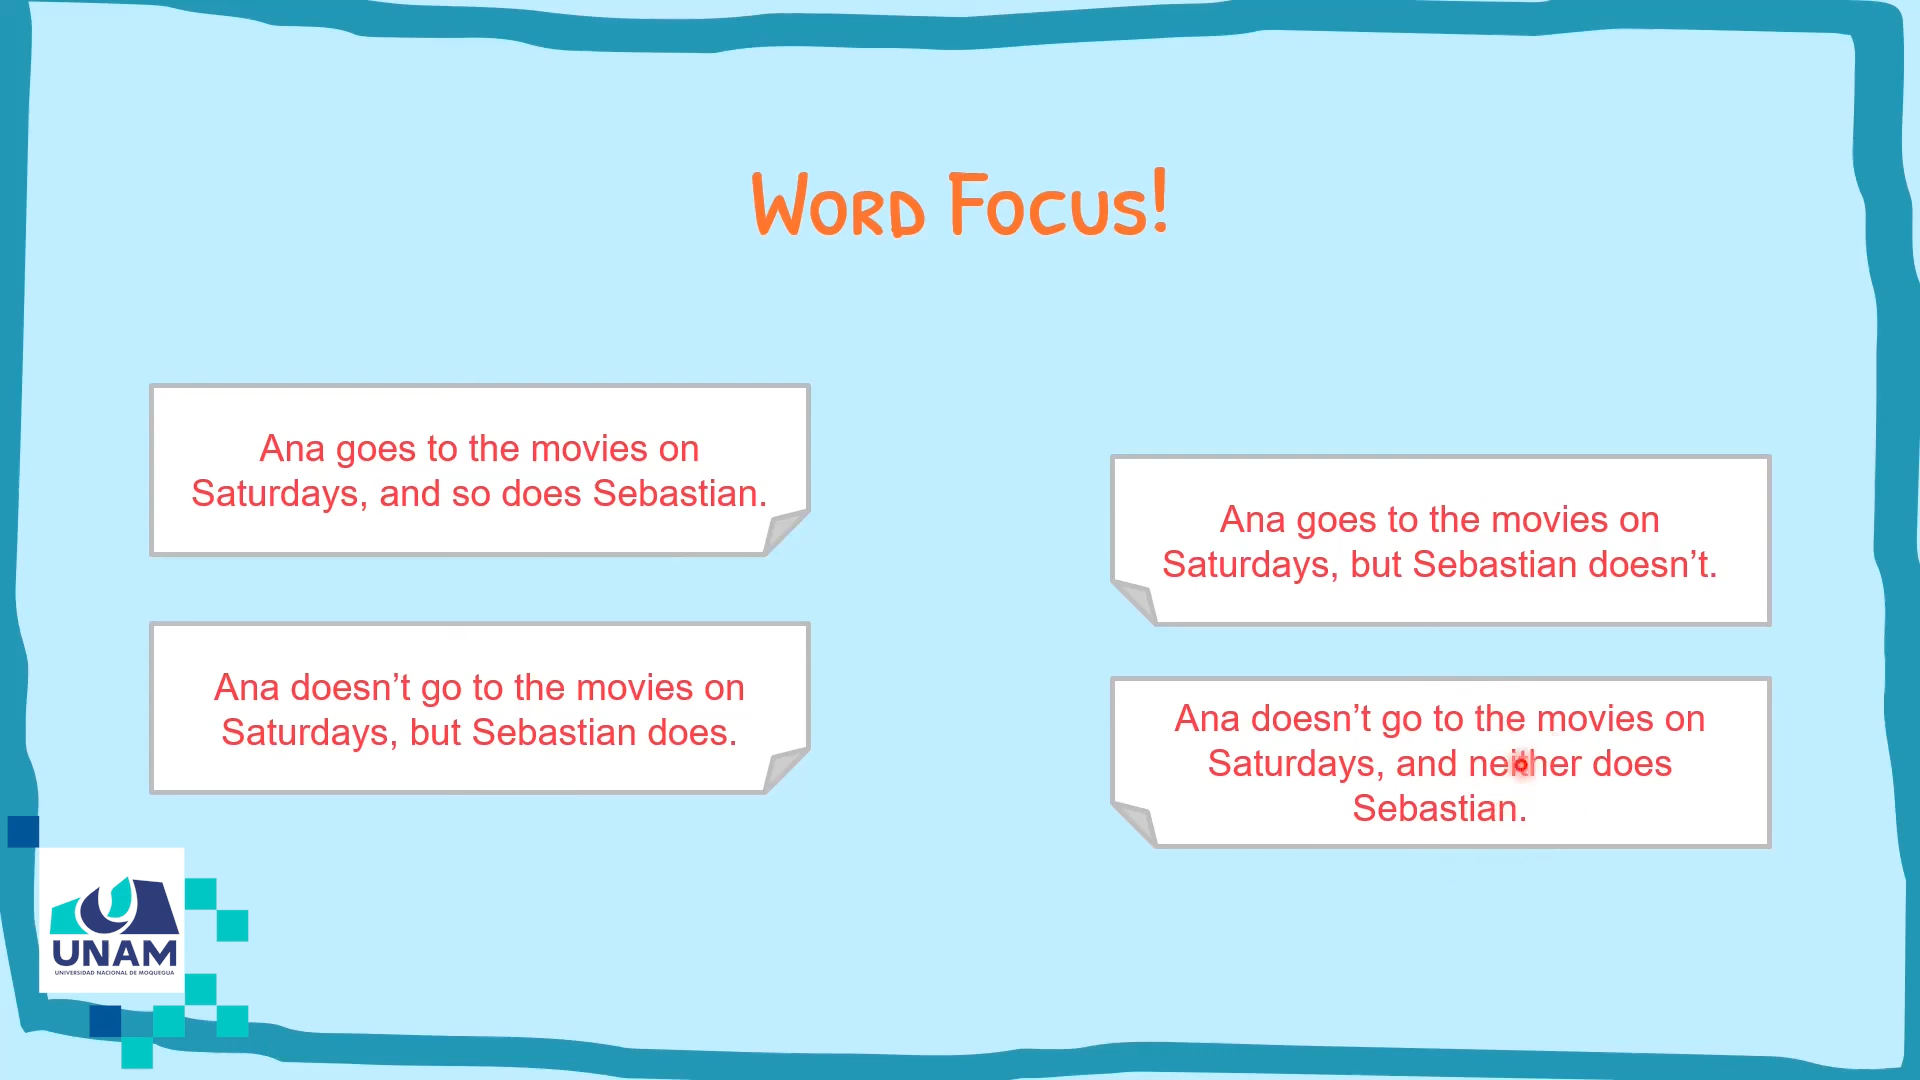 Word Focus!
Ana goes to the movies on
Saturdays, and so does Sebastian.
Ana goes to the movies on
Saturdays, but Sebastian doesn’t.
Ana doesn’t go to the movies on
Saturdays, but Sebastian does.
Ana doesn’t go to the movies on
Saturdays, and neither does
Sebastian.
UNAM
UNIVERSIDAD NACIONAL DE MOQUEGUA